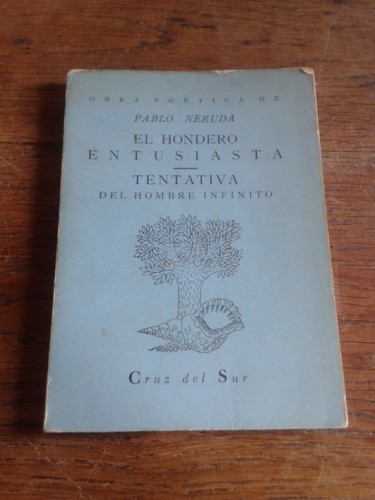 OBRA POÉTICA DE
PABLO NERUDA
EL HONDERO
ENTUSIASTA
TENTATIVA
DEL HOMBRE INFINITO
Cruz del Sur